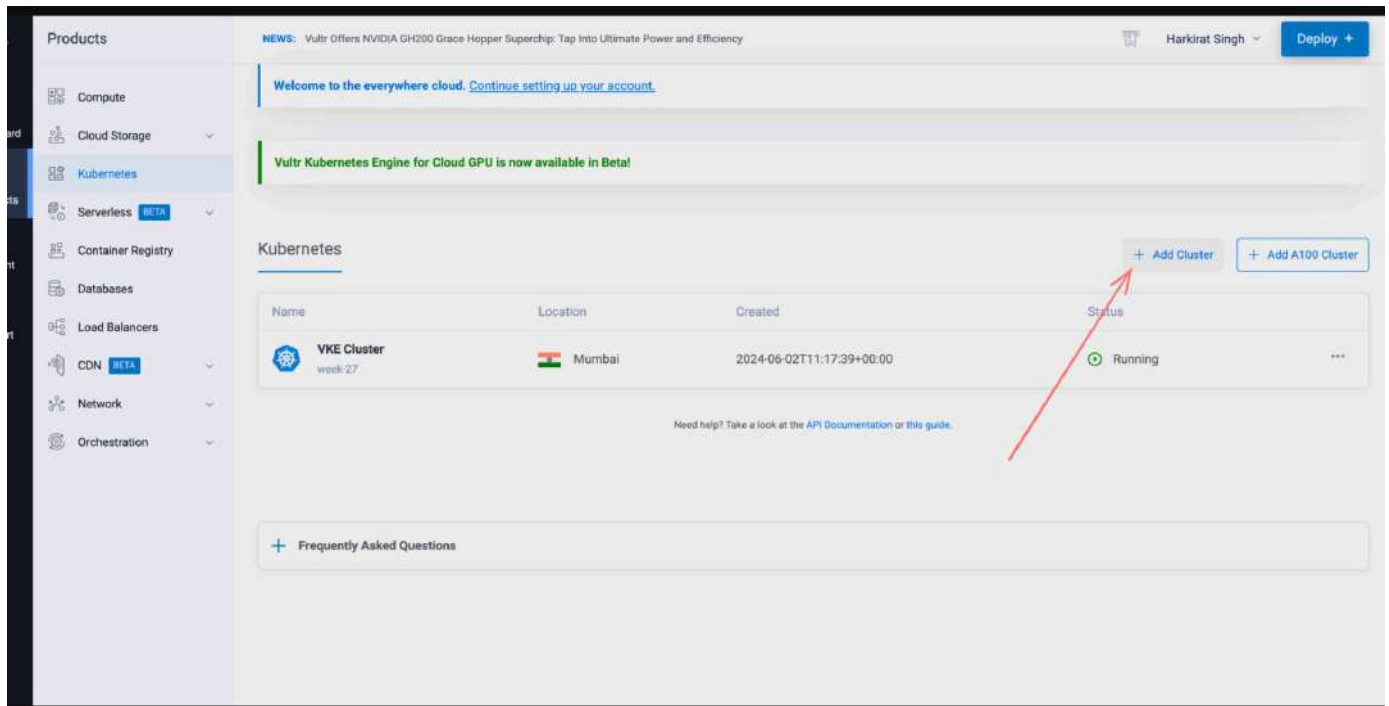 Products
NEWS: Vultr Offers NVIDIA GH200 Grace Hopper Superchip: Tap Into Ultimate Power and Efficiency
Harkirat Singh
Deploy +
Welcome to the everywhere cloud. Continue setting up your account.
Compute
Cloud Storage
Vultr Kubernetes Engine for Cloud GPU is now available in Beta!
Kubernetes
Serverless BETA
Container Registry
Databases
Load Balancers
CDN BETA
Network
Orchestration
Kubernetes
+ Add Cluster
+ Add A100 Cluster
Name Location Created Status
VKE Cluster
week-27
Mumbai
2024-06-02T11:17:39+00:00
Running
Need help? Take a look at the API Documentation or this guide.
+ Frequently Asked Questions